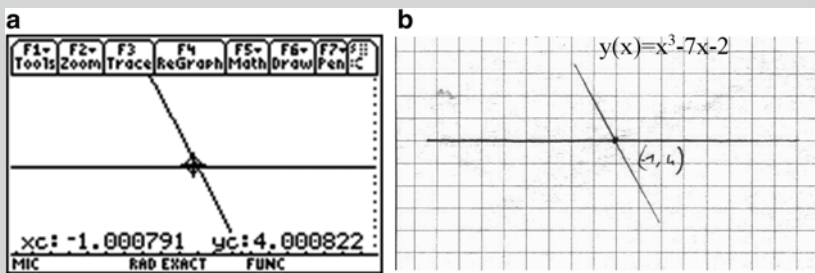 a
F1▾ F2▾ F3 F4 F5▾ F6▾ F7▾
Tools Zoom Trace ReGraph Math Draw Pen :C
xc: -1.000791 yc: 4.000822
MIC RAD EXACT FUNC
b
y(x)=x³-7x-2
(-1, 4)